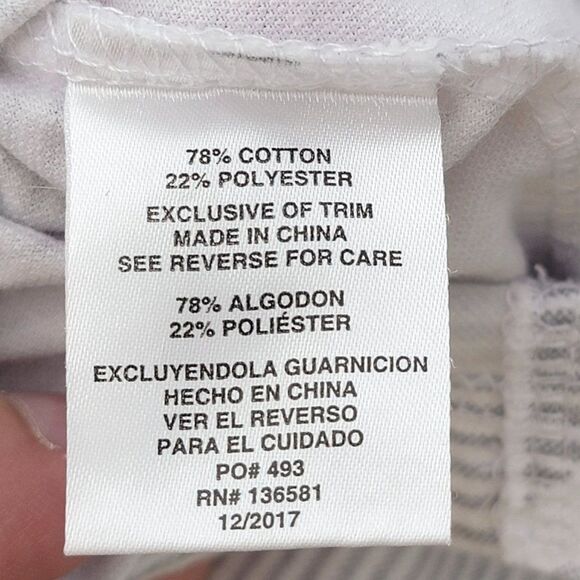 78% COTTON
22% POLYESTER
EXCLUSIVE OF TRIM
MADE IN CHINA
SEE REVERSE FOR CARE
78% ALGODON
22% POLIÉSTER
EXCLUYENDOLA GUARNICION
HECHO EN CHINA
VER EL REVERSO
PARA EL CUIDADO
PO# 493
RN# 136581
12/2017